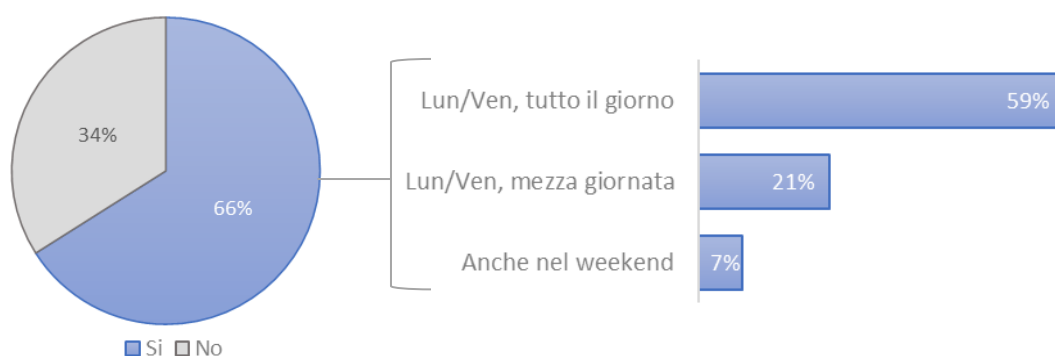 34%
66%
Si No
Lun/Ven, tutto il giorno 59%
Lun/Ven, mezza giornata 21%
Anche nel weekend 7%